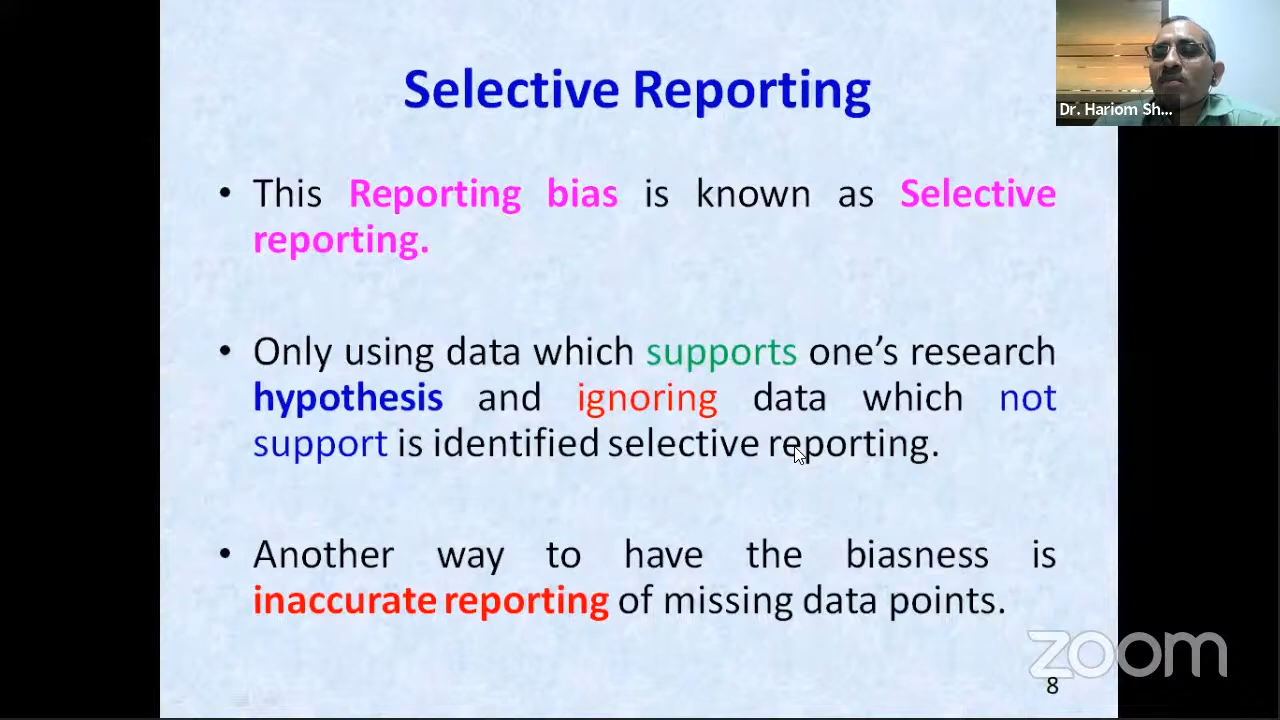 Selective Reporting
Dr. Hariom Sh...
• This Reporting bias is known as Selective
reporting.
• Only using data which supports one’s research
hypothesis and ignoring data which not
support is identified selective reporting.
• Another way to have the biasness is
inaccurate reporting of missing data points.
zoom
8